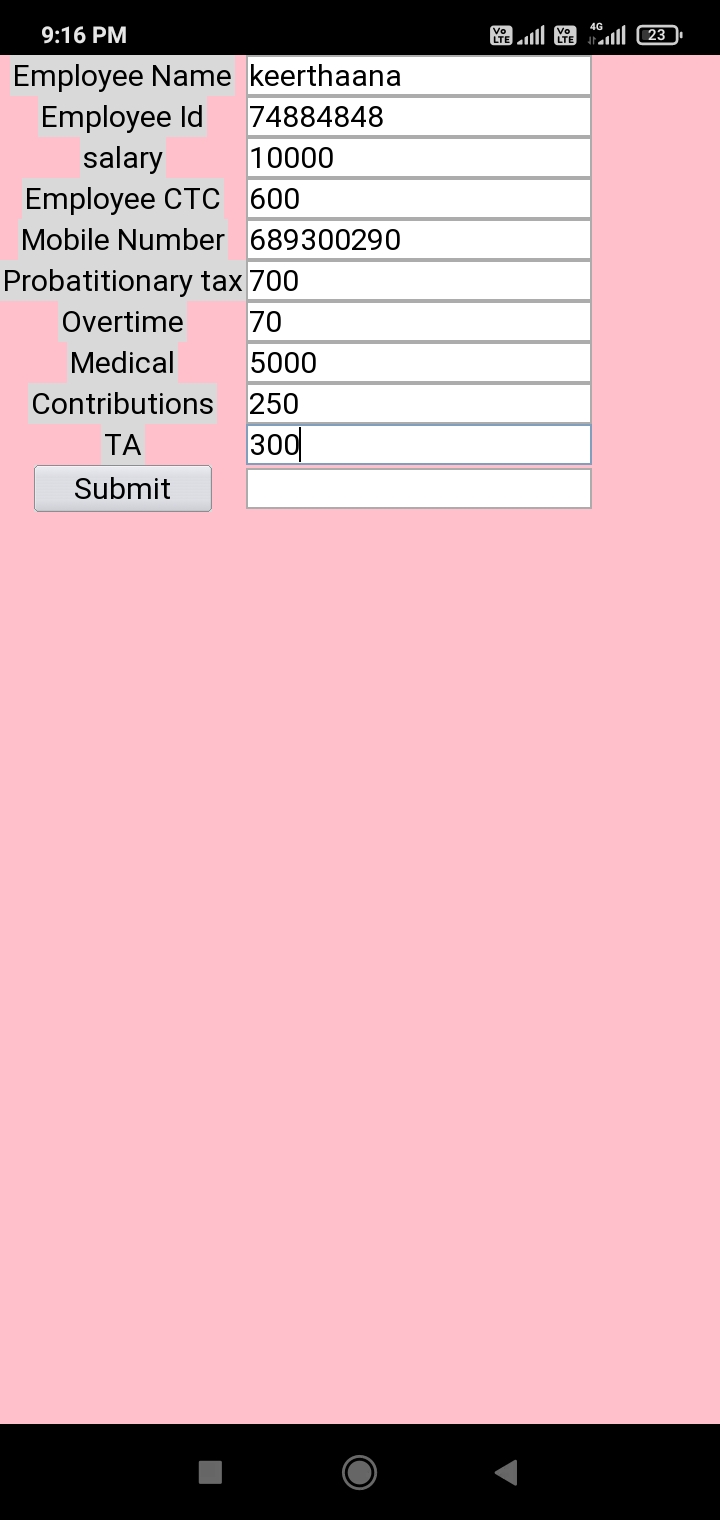 9:16 PM Vo LTE Vo LTE 4G 23
Employee Name keerthaana
Employee Id 74884848
salary 10000
Employee CTC 600
Mobile Number 689300290
Probatitionary tax 700
Overtime 70
Medical 5000
Contributions 250
TA 300
Submit